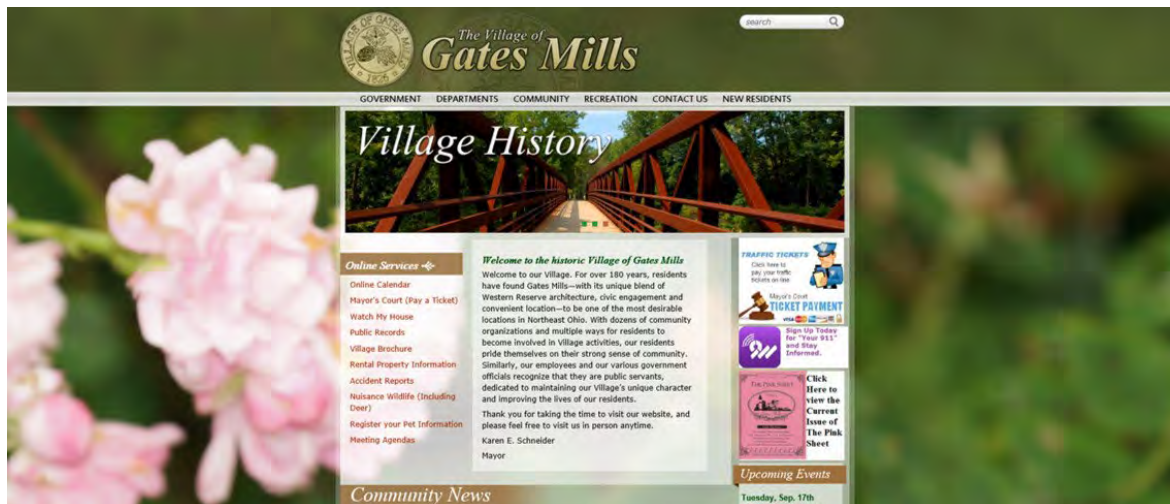 VILLAGE OF GATES MILLS
1825
The Village of
Gates Mills
search
GOVERNMENT DEPARTMENTS COMMUNITY RECREATION CONTACT US NEW RESIDENTS
Village History
Online Services
Online Calendar
Mayor's Court (Pay a Ticket)
Watch My House
Public Records
Village Brochure
Rental Property Information
Accident Reports
Nuisance Wildlife (Including
Deer)
Register your Pet Information
Meeting Agendas
Welcome to the historic Village of Gates Mills
Welcome to our Village. For over 180 years, residents
have found Gates Mills—with its unique blend of
Western Reserve architecture, civic engagement and
convenient location—to be one of the most desirable
locations in Northeast Ohio. With dozens of community
organizations and multiple ways for residents to
become involved in Village activities, our residents
pride themselves on their strong sense of community.
Similarly, our employees and our various government
officials recognize that they are public servants,
dedicated to maintaining our Village's unique character
and improving the lives of our residents.
Thank you for taking the time to visit our website, and
please feel free to visit us in person anytime.
Karen E. Schneider
Mayor
TRAFFIC TICKETS
Click here to
pay your traffic
tickets on line
Mayor's Court
TICKET PAYMENT
VISA
911
Sign Up Today
for "Your 911"
and Stay
Informed.
THE PINK SHEET
Click
Here to
view the
Current
Issue of
The Pink
Sheet
Upcoming Events
Tuesday, Sep. 17th
Community News